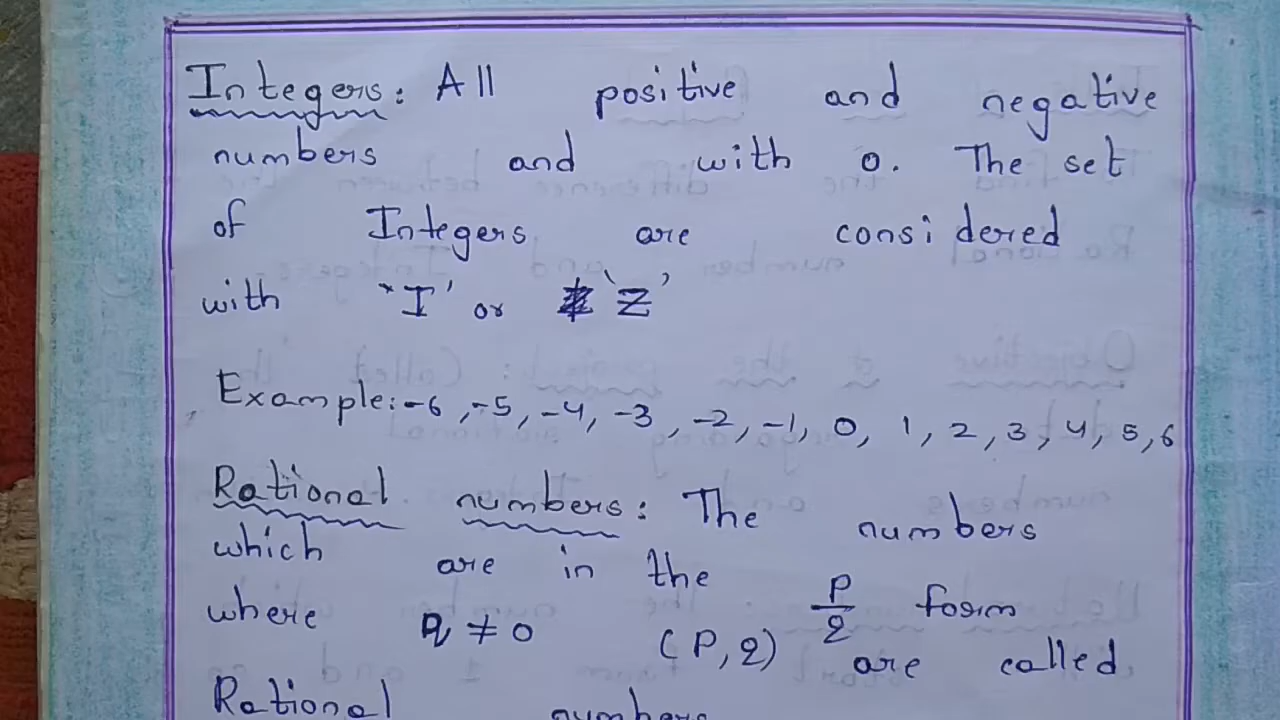 Integers: All positive and negative
numbers and with 0. The set
of Integers are considered
with 'I' or 'Z'
Example: -6, -5, -4, -3, -2, -1, 0, 1, 2, 3, 4, 5, 6
Rational numbers: The numbers
which are in the p/q form
where q ≠ 0 (P, q) are called
Rational numbers